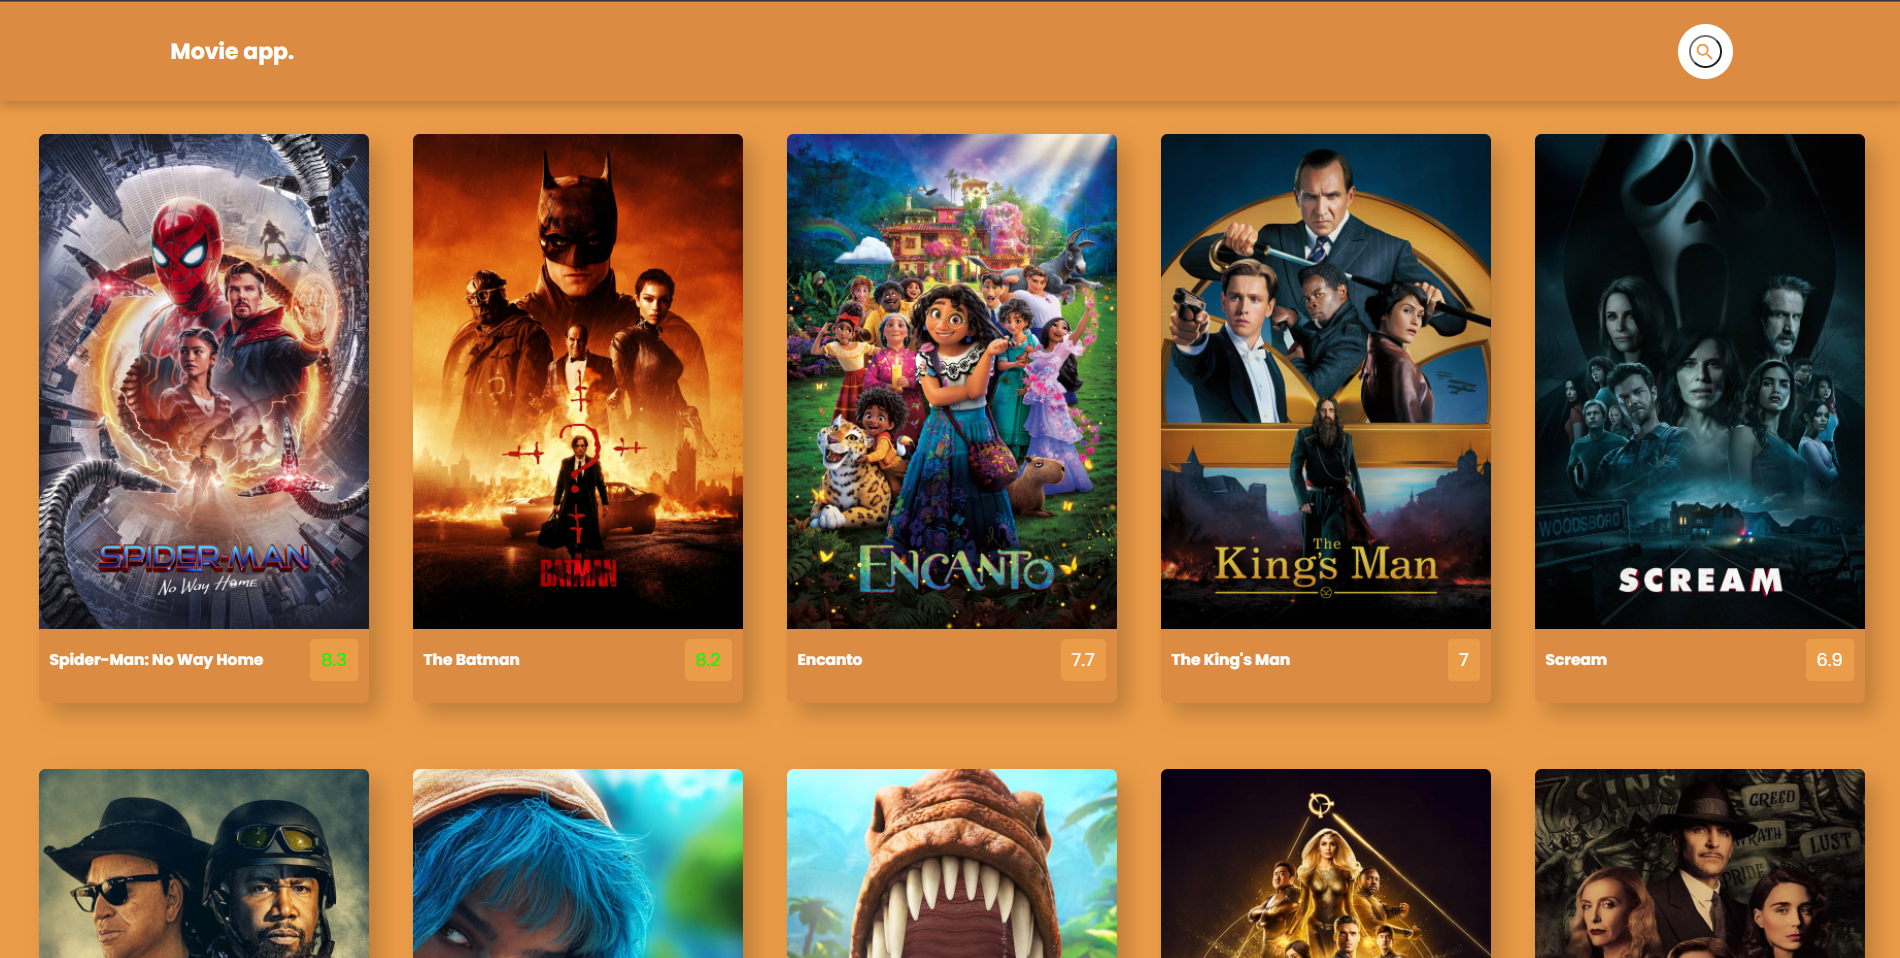 Movie app.
SPIDER-MAN
No Way Home
THE
BATMAN
ENCANTO
The
King's Man
WOODSBORO
SCREAM
Spider-Man: No Way Home
8.3
The Batman
8.2
Encanto
7.7
The King's Man
7
Scream
6.9
SINS
GREED
WRATH
LUST
PRIDE